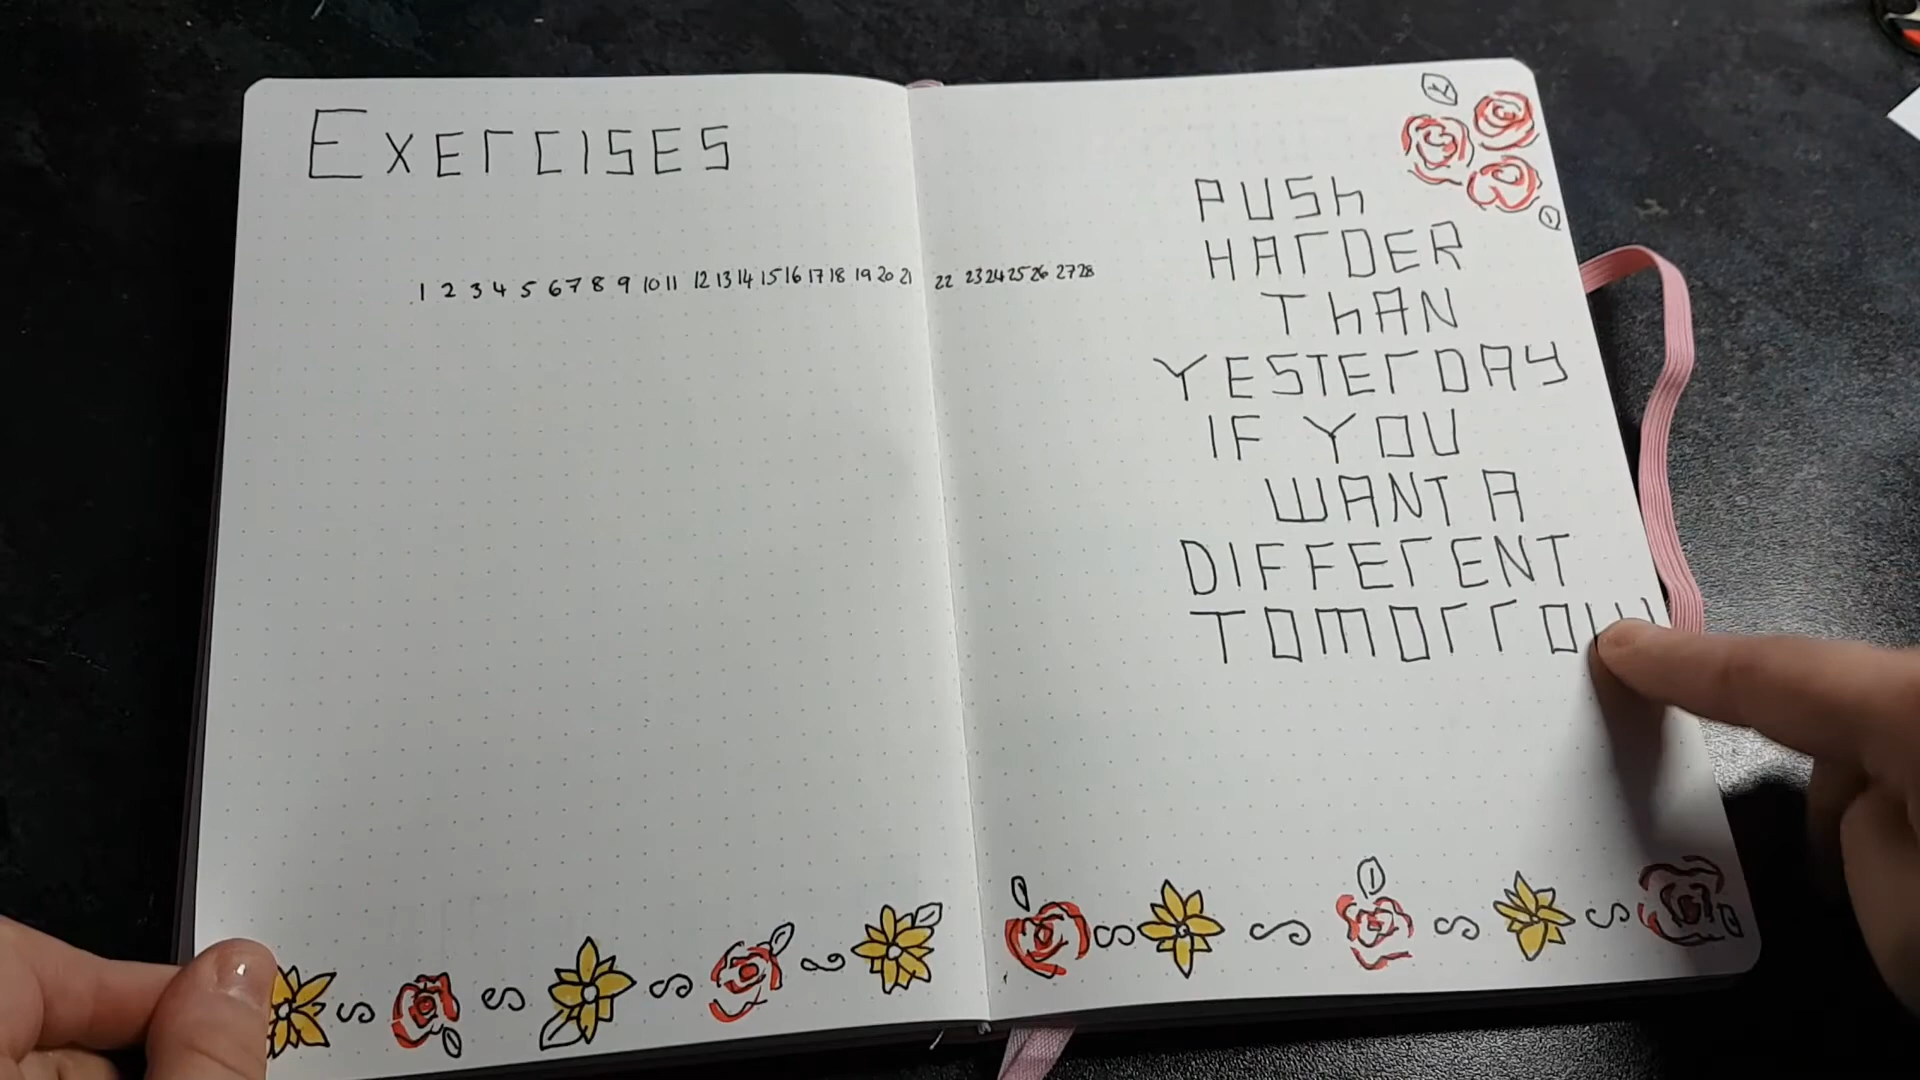 Exercises
1 2 3 4 5 6 7 8 9 10 11 12 13 14 15 16 17 18 19 20 21 22 23 24 25 26 27 28
PUSh
HARDER
ThAN
YESTERDAY
IF YOU
WANT A
DIFFERENT
TOMORROW